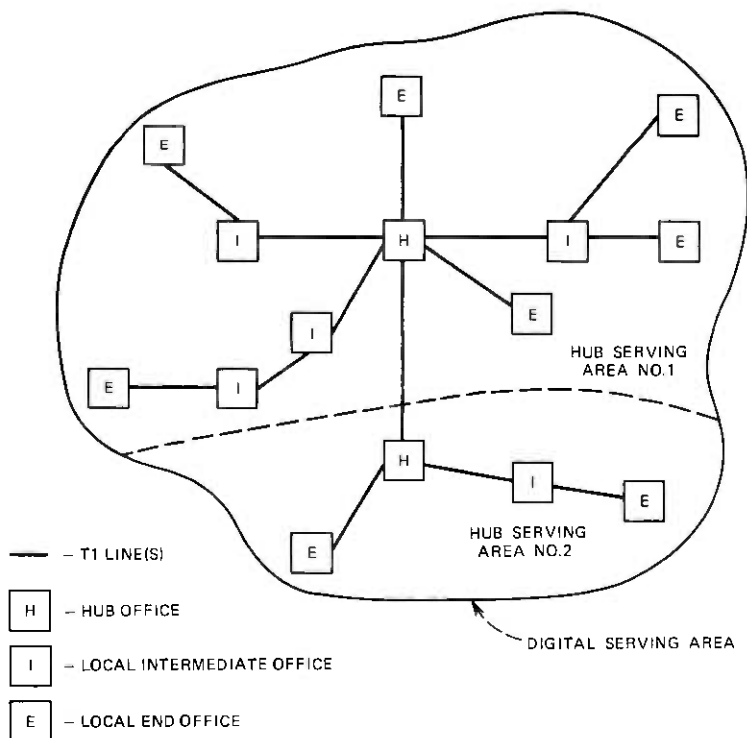 E
E
E
I
H
I
E
E
I
HUB SERVING
AREA NO.1
E
I
H
I
E
HUB SERVING
AREA NO.2
E
– T1 LINE(S)
H – HUB OFFICE
DIGITAL SERVING AREA
I – LOCAL INTERMEDIATE OFFICE
E – LOCAL END OFFICE